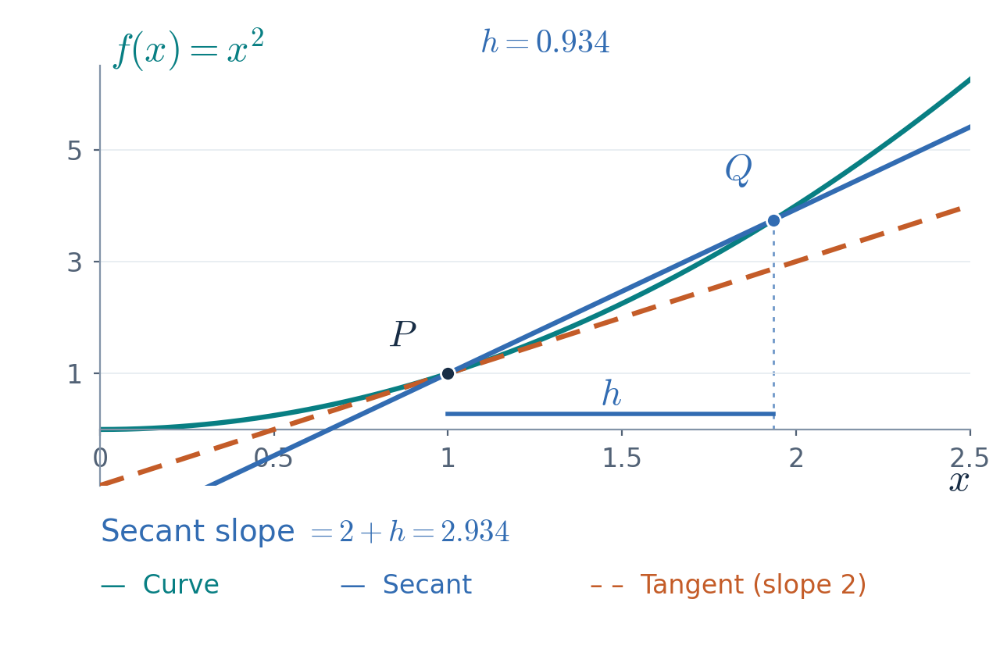 f(x) = x²
h = 0.934
5
Q
3
P
1
h
0 0.5 1 1.5 2 2.5
x
Secant slope = 2 + h = 2.934
— Curve — Secant – – Tangent (slope 2)